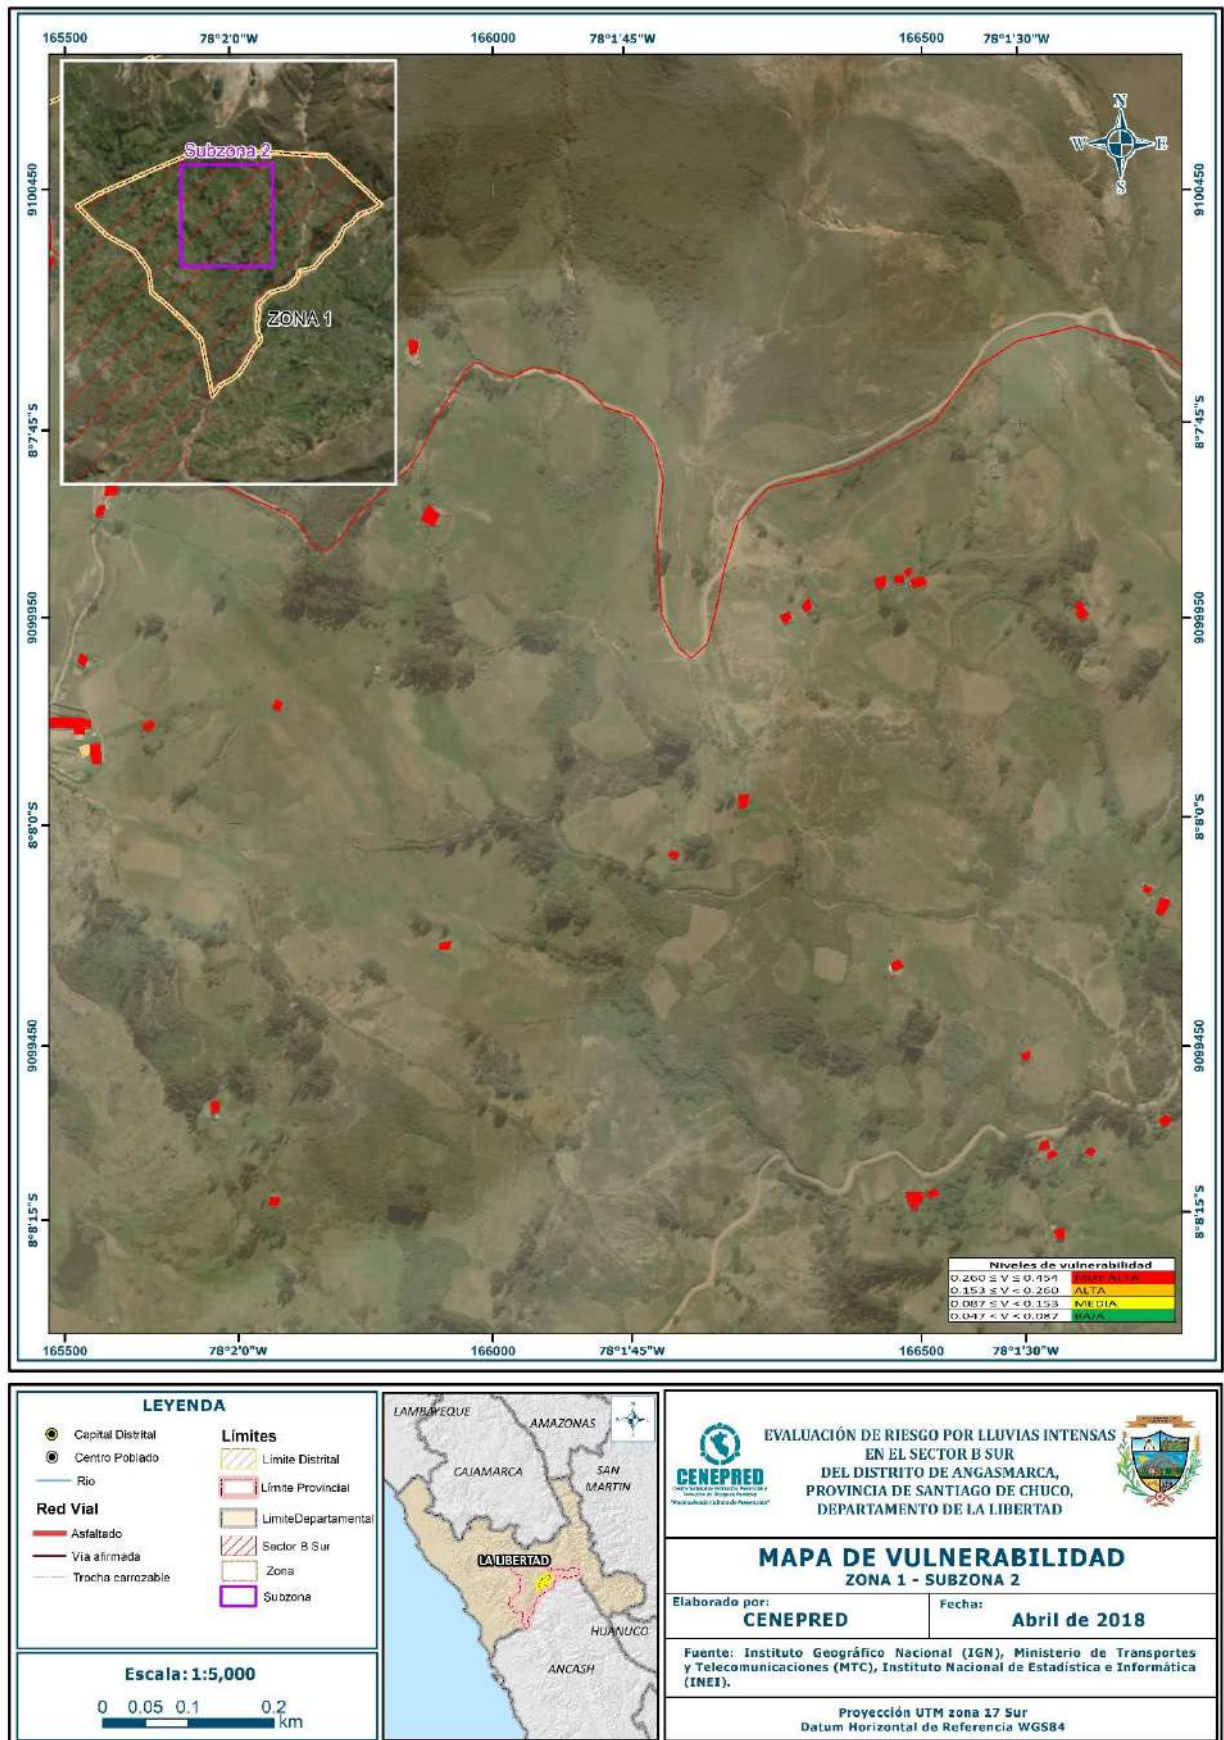 165500 78°2'0"W 166000 78°1'45"W 166500 78°1'30"W
N
W E
S
Subzona 2
ZONA 1
9100450 9100450
8°7'45"S 8°7'45"S
9099950 9099950
8°8'0"S 8°8'0"S
9099450 9099450
8°8'15"S 8°8'15"S
Niveles de vulnerabilidad
0.260 ≤ V ≤ 0.454 MUY ALTA
0.153 ≤ V < 0.260 ALTA
0.087 ≤ V < 0.153 MEDIA
0.047 < V < 0.087 BAJA
165500 78°2'0"W 166000 78°1'45"W 166500 78°1'30"W
LEYENDA
Capital Distrital
Centro Poblado
Rio
Red Vial
Asfaltado
Via afirmada
Trocha carrozable
Límites
Límite Distrital
Límite Provincial
LimiteDepartamental
Sector B Sur
Zona
Subzona
Escala: 1:5,000
0 0.05 0.1 0.2
km
LAMBAYEQUE
AMAZONAS
CAJAMARCA
SAN
MARTIN
LA LIBERTAD
HUANUCO
ANCASH
CENEPRED
EVALUACIÓN DE RIESGO POR LLUVIAS INTENSAS
EN EL SECTOR B SUR
DEL DISTRITO DE ANGASMARCA,
PROVINCIA DE SANTIAGO DE CHUCO,
DEPARTAMENTO DE LA LIBERTAD
MAPA DE VULNERABILIDAD
ZONA 1 - SUBZONA 2
Elaborado por:
CENEPRED
Fecha:
Abril de 2018
Fuente: Instituto Geográfico Nacional (IGN), Ministerio de Transportes
y Telecomunicaciones (MTC), Instituto Nacional de Estadística e Informática
(INEI).
Proyección UTM zona 17 Sur
Datum Horizontal de Referencia WGS84